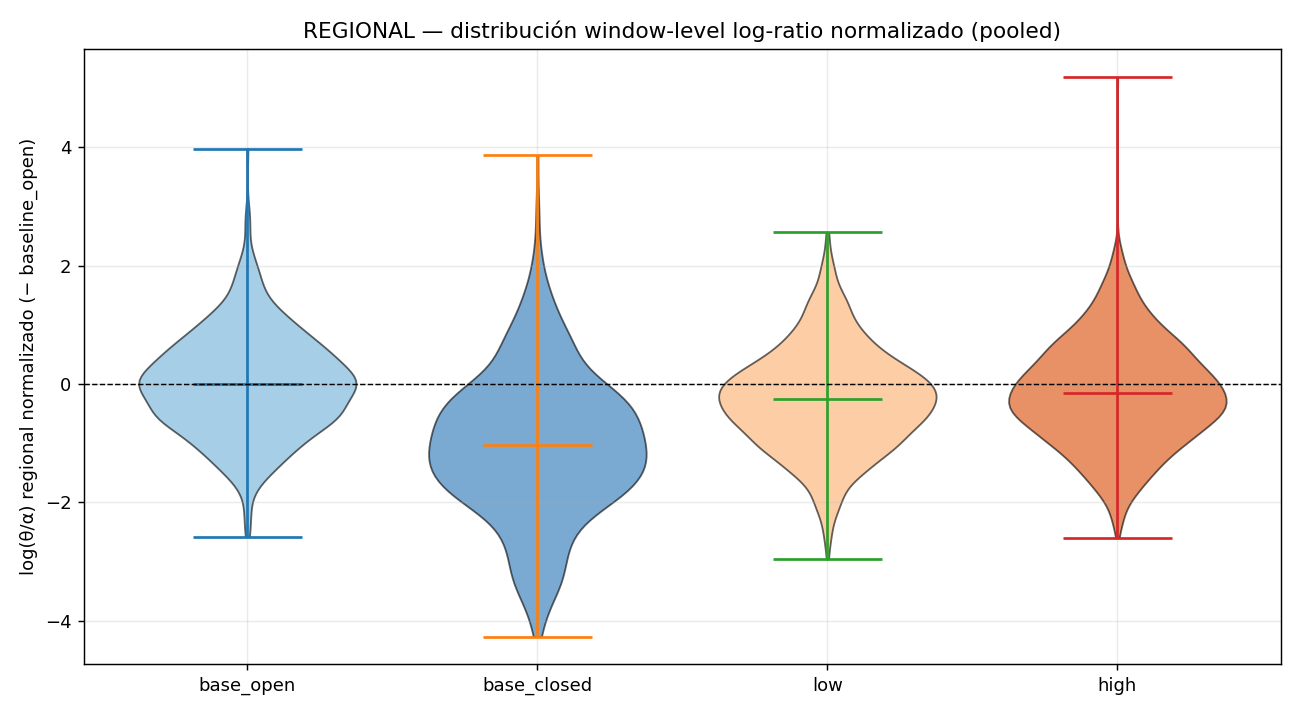 REGIONAL — distribución window-level log-ratio normalizado (pooled)
log(θ/α) regional normalizado (− baseline_open)
4
2
0
−2
−4
base_open
base_closed
low
high